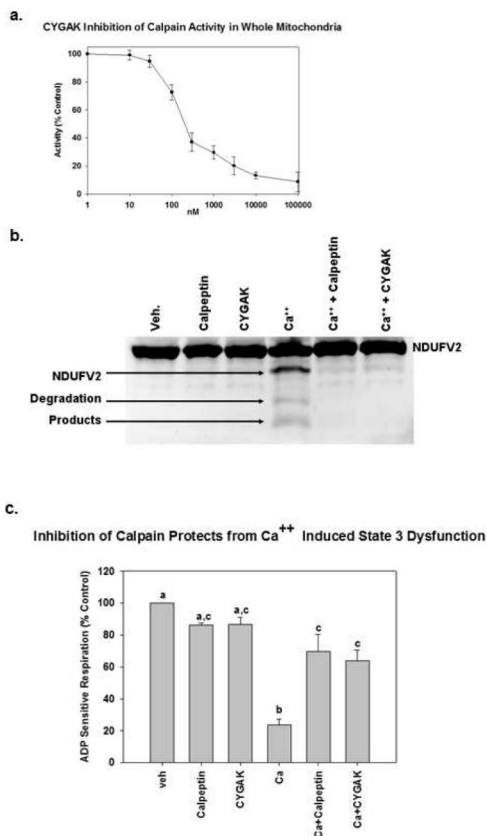 a.
CYGAK Inhibition of Calpain Activity in Whole Mitochondria
Activity (% Control)
100
80
60
40
20
0
1 10 100 1000 10000 100000
nM
b.
Veh.
Calpeptin
CYGAK
Ca++
Ca++ + Calpeptin
Ca++ + CYGAK
NDUFV2
NDUFV2
Degradation
Products
c.
Inhibition of Calpain Protects from Ca++ Induced State 3 Dysfunction
ADP Sensitive Respiration (% Control)
120
100
80
60
40
20
0
a
a,c
a,c
b
c
c
veh
Calpeptin
CYGAK
Ca
Ca+Calpeptin
Ca+CYGAK